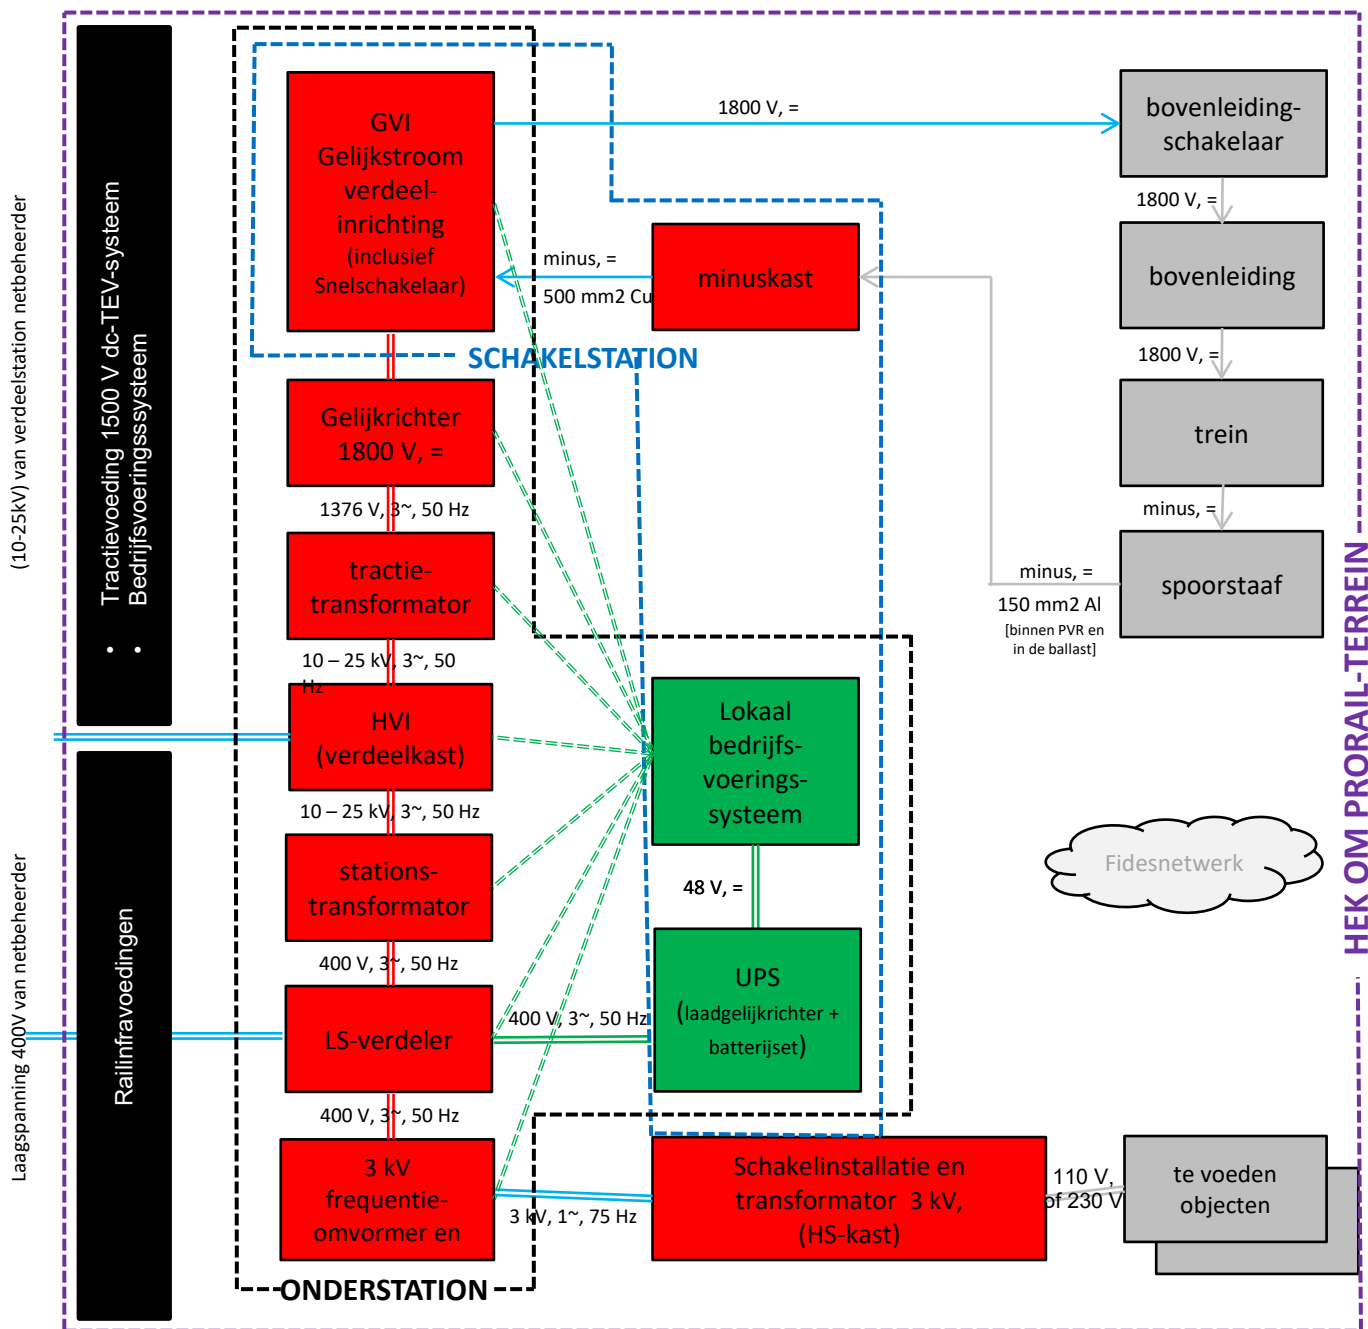 (10-25kV) van verdeelstation netbeheerder
Laagspanning 400V van netbeheerder
• Tractievoeding 1500 V dc-TEV-systeem
• Bedrijfsvoeringsssysteem
Railinfravoedingen
GVI
Gelijkstroom
verdeel-
inrichting
(inclusief
Snelschakelaar)
1800 V, =
bovenleiding-
schakelaar
1800 V, =
bovenleiding
1800 V, =
trein
minus, =
spoorstaaf
minus, =
150 mm2 Al
[binnen PVR en
in de ballast]
minus, =
500 mm2 Cu
minuskast
SCHAKELSTATION
Gelijkrichter
1800 V, =
1376 V, 3~, 50 Hz
tractie-
transformator
10 – 25 kV, 3~, 50
Hz
HVI
(verdeelkast)
10 – 25 kV, 3~, 50 Hz
stations-
transformator
400 V, 3~, 50 Hz
LS-verdeler
400 V, 3~, 50 Hz
400 V, 3~, 50 Hz
3 kV
frequentie-
omvormer en
3 kV, 1~, 75 Hz
ONDERSTATION
Lokaal
bedrijfs-
voerings-
systeem
48 V, =
UPS
(laadgelijkrichter +
batterijset)
Schakelinstallatie en
transformator 3 kV,
(HS-kast)
110 V,
of 230 V
te voeden
objecten
Fidesnetwerk
HEK OM PRORAIL-TERREIN